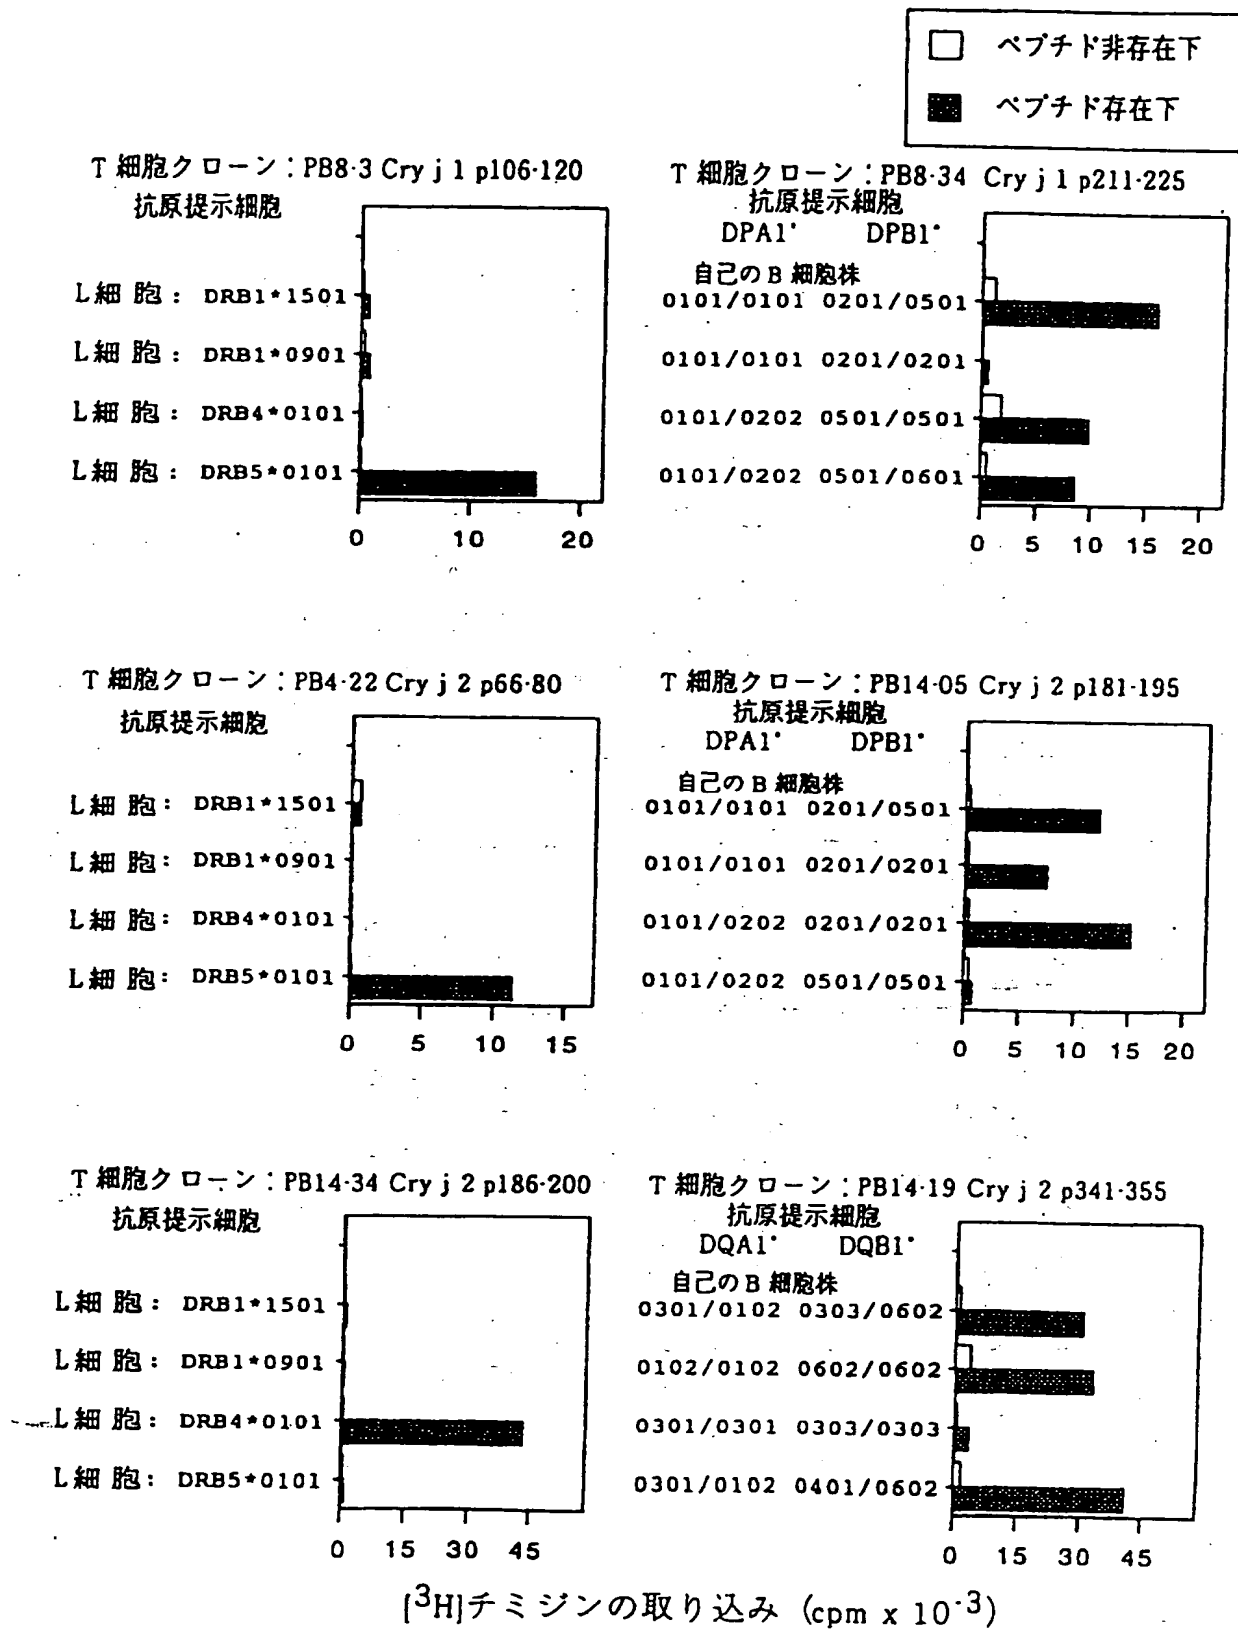 ペプチド非存在下
ペプチド存在下
T 細胞クローン：PB8·3 Cry j 1 p106·120
抗原提示細胞
L細 胞： DRB1*1501
L細 胞： DRB1*0901
L細 胞： DRB4*0101
L細 胞： DRB5*0101
0 10 20
T 細胞クローン：PB8·34 Cry j 1 p211·225
抗原提示細胞
DPA1* DPB1*
自己のB 細胞株
0101/0101 0201/0501
0101/0101 0201/0201
0101/0202 0501/0501
0101/0202 0501/0601
0 5 10 15 20
T 細胞クローン：PB4·22 Cry j 2 p66·80
抗原提示細胞
L細 胞： DRB1*1501
L細 胞： DRB1*0901
L細 胞： DRB4*0101
L細 胞： DRB5*0101
0 5 10 15
T 細胞クローン：PB14·05 Cry j 2 p181·195
抗原提示細胞
DPA1* DPB1*
自己のB 細胞株
0101/0101 0201/0501
0101/0101 0201/0201
0101/0202 0201/0201
0101/0202 0501/0501
0 5 10 15 20
T 細胞クローン：PB14·34 Cry j 2 p186·200
抗原提示細胞
L細 胞： DRB1*1501
L細 胞： DRB1*0901
L細 胞： DRB4*0101
L細 胞： DRB5*0101
0 15 30 45
T 細胞クローン：PB14·19 Cry j 2 p341·355
抗原提示細胞
DQA1* DQB1*
自己のB 細胞株
0301/0102 0303/0602
0102/0102 0602/0602
0301/0301 0303/0303
0301/0102 0401/0602
0 15 30 45
[³H]チミジンの取り込み (cpm x 10⁻³)